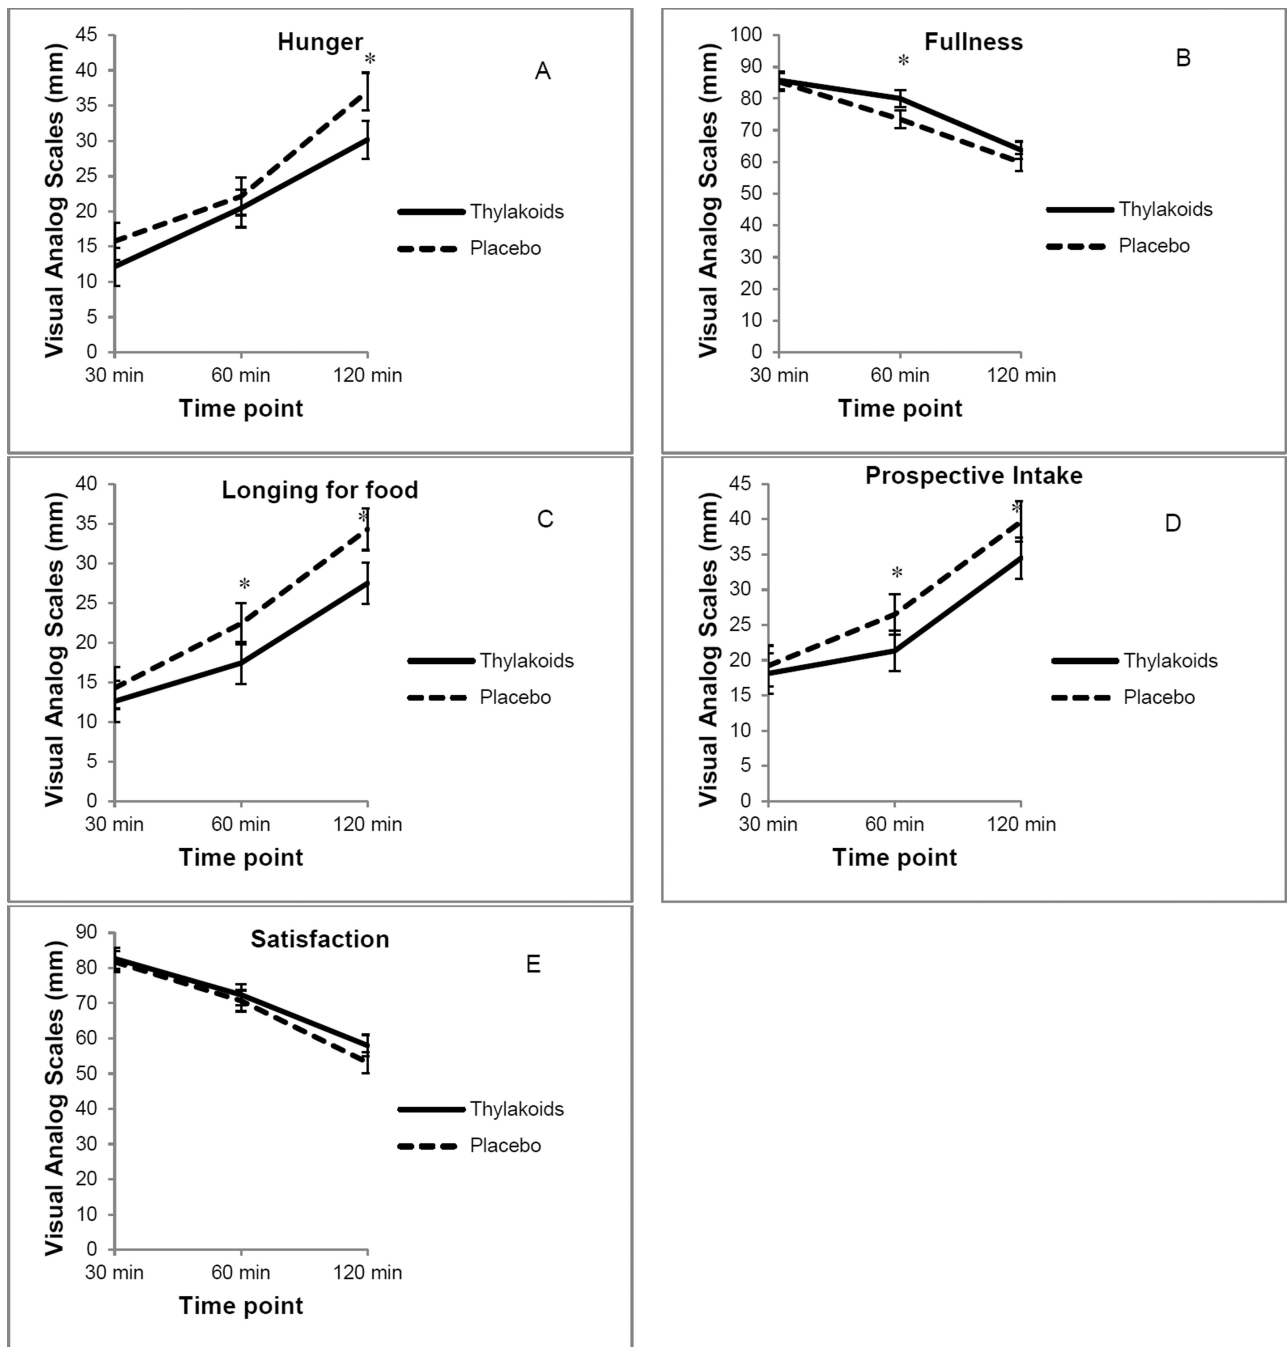 Hunger
A
*
Visual Analog Scales (mm)
45
40
35
30
25
20
15
10
5
0
30 min 60 min 120 min
Time point
Thylakoids
Placebo
Fullness
B
*
Visual Analog Scales (mm)
100
90
80
70
60
50
40
30
20
10
0
30 min 60 min 120 min
Time point
Thylakoids
Placebo
Longing for food
C
*
*
Visual Analog Scales (mm)
40
35
30
25
20
15
10
5
0
30 min 60 min 120 min
Time point
Thylakoids
Placebo
Prospective Intake
D
*
*
Visual Analog Scales (mm)
45
40
35
30
25
20
15
10
5
0
30 min 60 min 120 min
Time point
Thylakoids
Placebo
Satisfaction
E
Visual Analog Scales (mm)
90
80
70
60
50
40
30
20
10
0
30 min 60 min 120 min
Time point
Thylakoids
Placebo